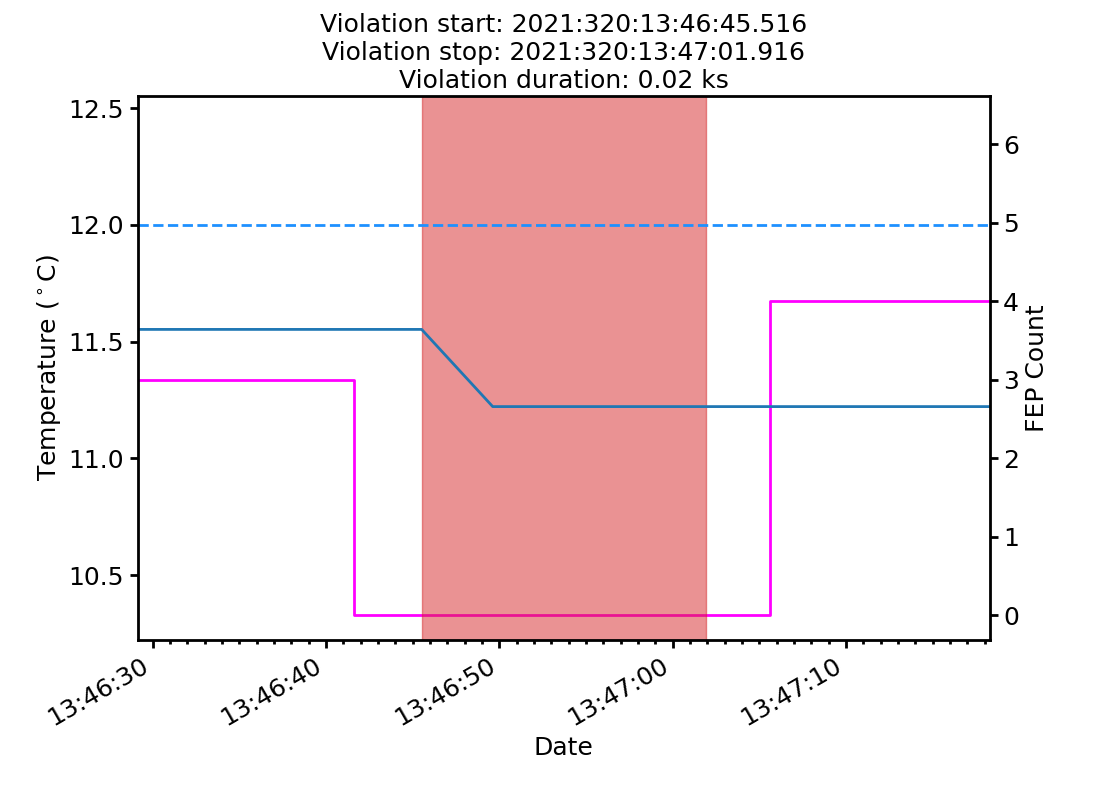 Violation start: 2021:320:13:46:45.516
Violation stop: 2021:320:13:47:01.916
Violation duration: 0.02 ks
12.5
12.0
11.5
11.0
10.5
Temperature (°C)
6
5
4
3
2
1
0
FEP Count
13:46:30
13:46:40
13:46:50
13:47:00
13:47:10
Date